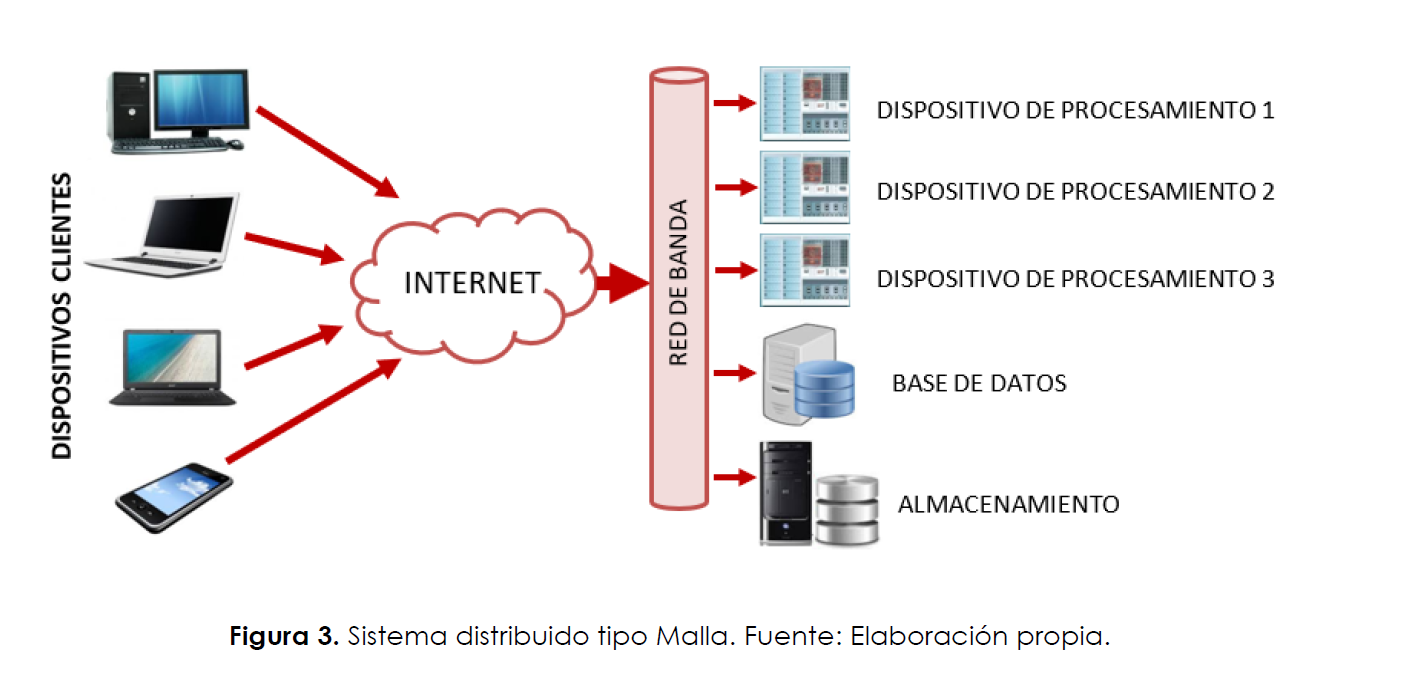 DISPOSITIVOS CLIENTES
INTERNET
RED DE BANDA
DISPOSITIVO DE PROCESAMIENTO 1
DISPOSITIVO DE PROCESAMIENTO 2
DISPOSITIVO DE PROCESAMIENTO 3
BASE DE DATOS
ALMACENAMIENTO
Figura 3. Sistema distribuido tipo Malla. Fuente: Elaboración propia.